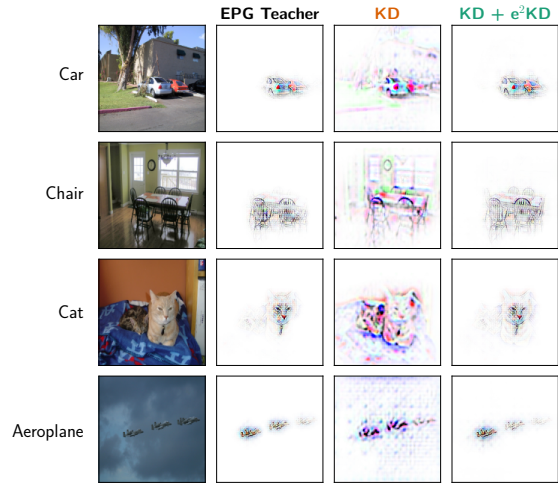 EPG Teacher KD KD + e²KD
Car
Chair
Cat
Aeroplane